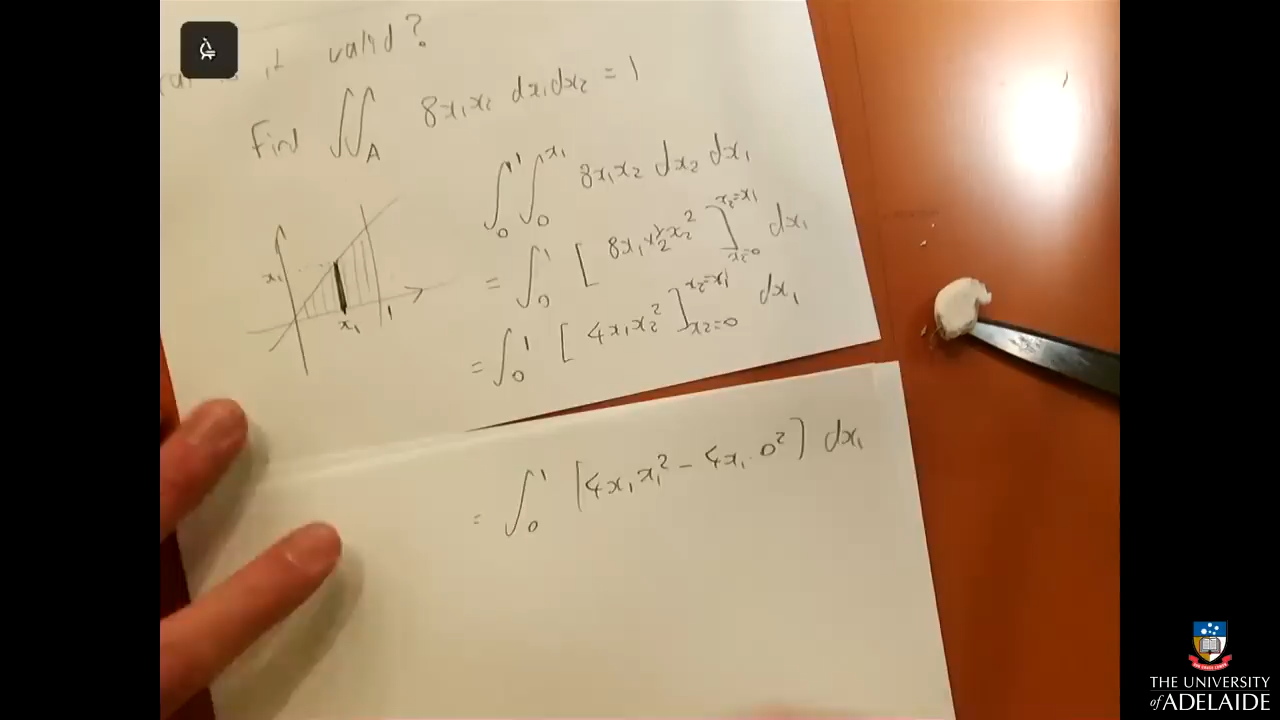 it valid?
Find ∬_A 8x₁x₂ dx₁dx₂ = 1
∫₀¹ ∫₀^{x₁} 8x₁x₂ dx₂ dx₁
= ∫₀¹ [ 8x₁ × ½ x₂² ]_{x₂=0}^{x₂=x₁} dx₁
= ∫₀¹ [ 4x₁x₂² ]_{x₂=0}^{x₂=x₁} dx₁
x₁
x₁
1
= ∫₀¹ [4x₁x₁² - 4x₁·0²] dx₁
THE UNIVERSITY
of ADELAIDE